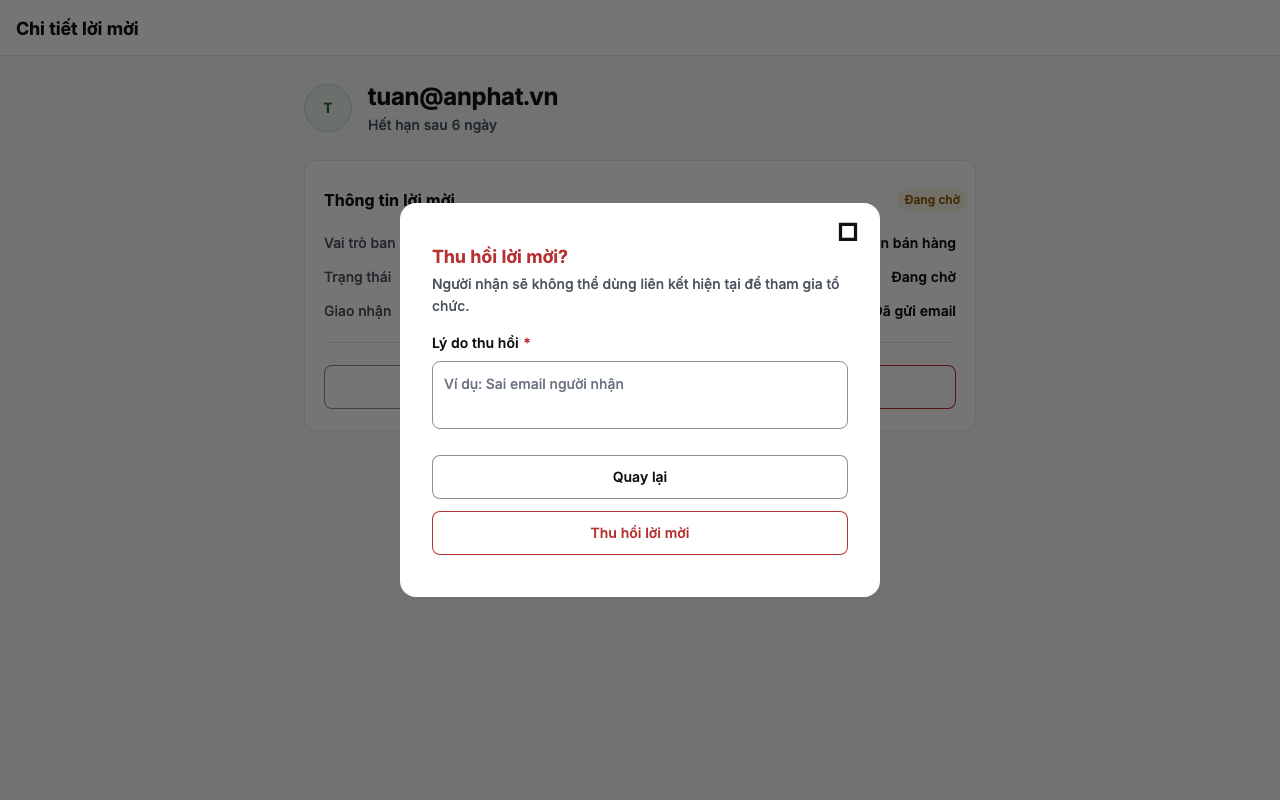 Chi tiết lời mời
T
tuan@anphat.vn
Hết hạn sau 6 ngày
Thông tin lời mời
Đang chờ
Vai trò ban
n bán hàng
Trạng thái
Đang chờ
Giao nhận
Đã gửi email
Thu hồi lời mời?
Người nhận sẽ không thể dùng liên kết hiện tại để tham gia tổ
chức.
Lý do thu hồi *
Ví dụ: Sai email người nhận
Quay lại
Thu hồi lời mời